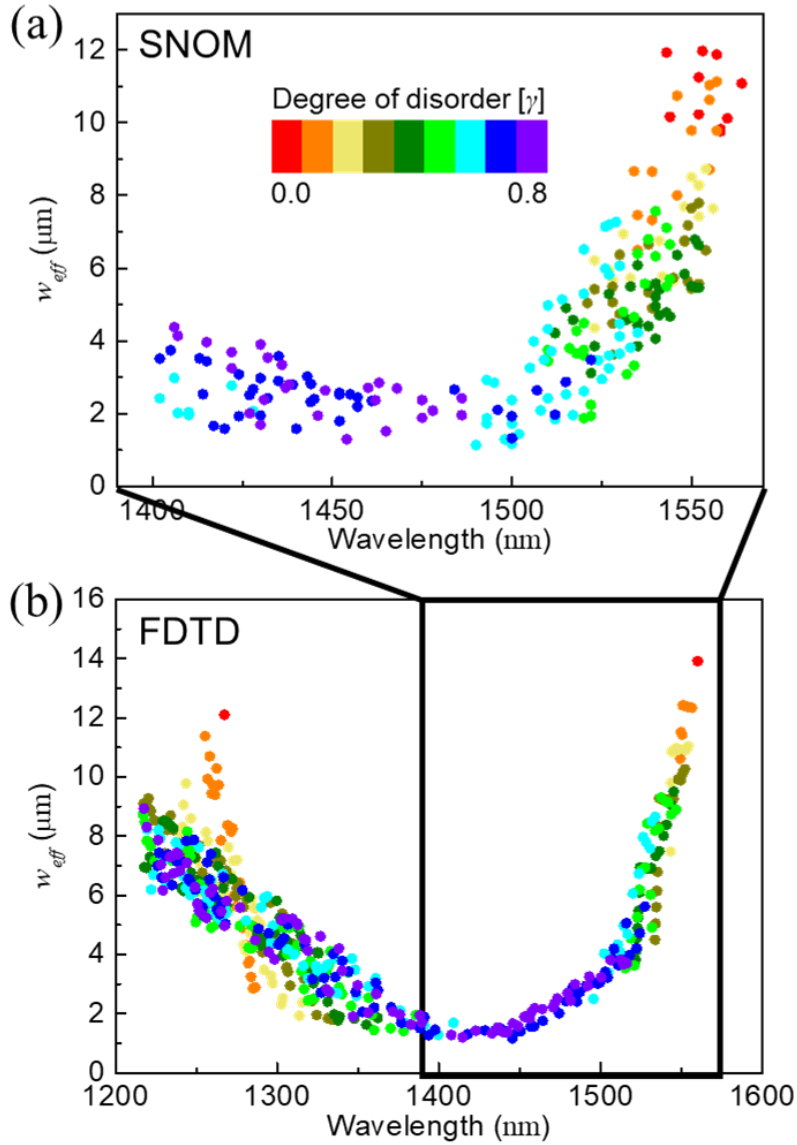 (a)
SNOM
Degree of disorder [γ]
0.0 0.8
12
10
8
6
4
2
0
w_eff (μm)
1400 1450 1500 1550
Wavelength (nm)
(b)
FDTD
16
14
12
10
8
6
4
2
0
w_eff (μm)
1200 1300 1400 1500 1600
Wavelength (nm)